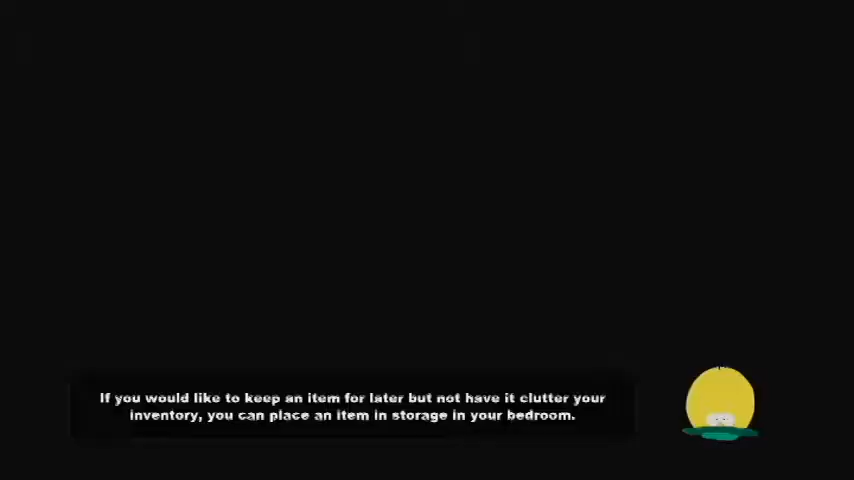 If you would like to keep an item for later but not have it clutter your
inventory, you can place an item in storage in your bedroom.